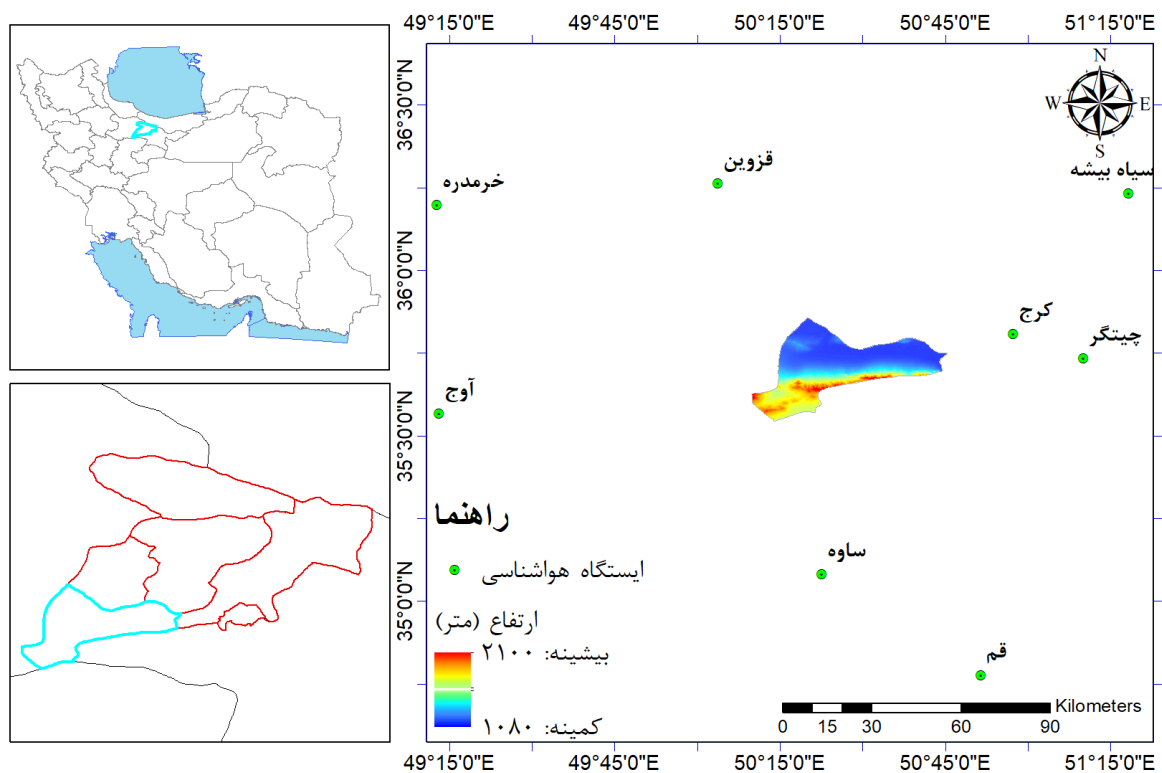 49°15'0"E 49°45'0"E 50°15'0"E 50°45'0"E 51°15'0"E
N
W E
S
36°30'0"N
36°0'0"N
35°30'0"N
35°0'0"N
قزوین
سیاه بیشه
خرمدره
کرج
چیتگر
آوج
راهنما
ایستگاه هواشناسی
ساوه
ارتفاع (متر)
بیشینه: ۲۱۰۰
کمینه: ۱۰۸۰
قم
Kilometers
0 15 30 60 90
49°15'0"E 49°45'0"E 50°15'0"E 50°45'0"E 51°15'0"E